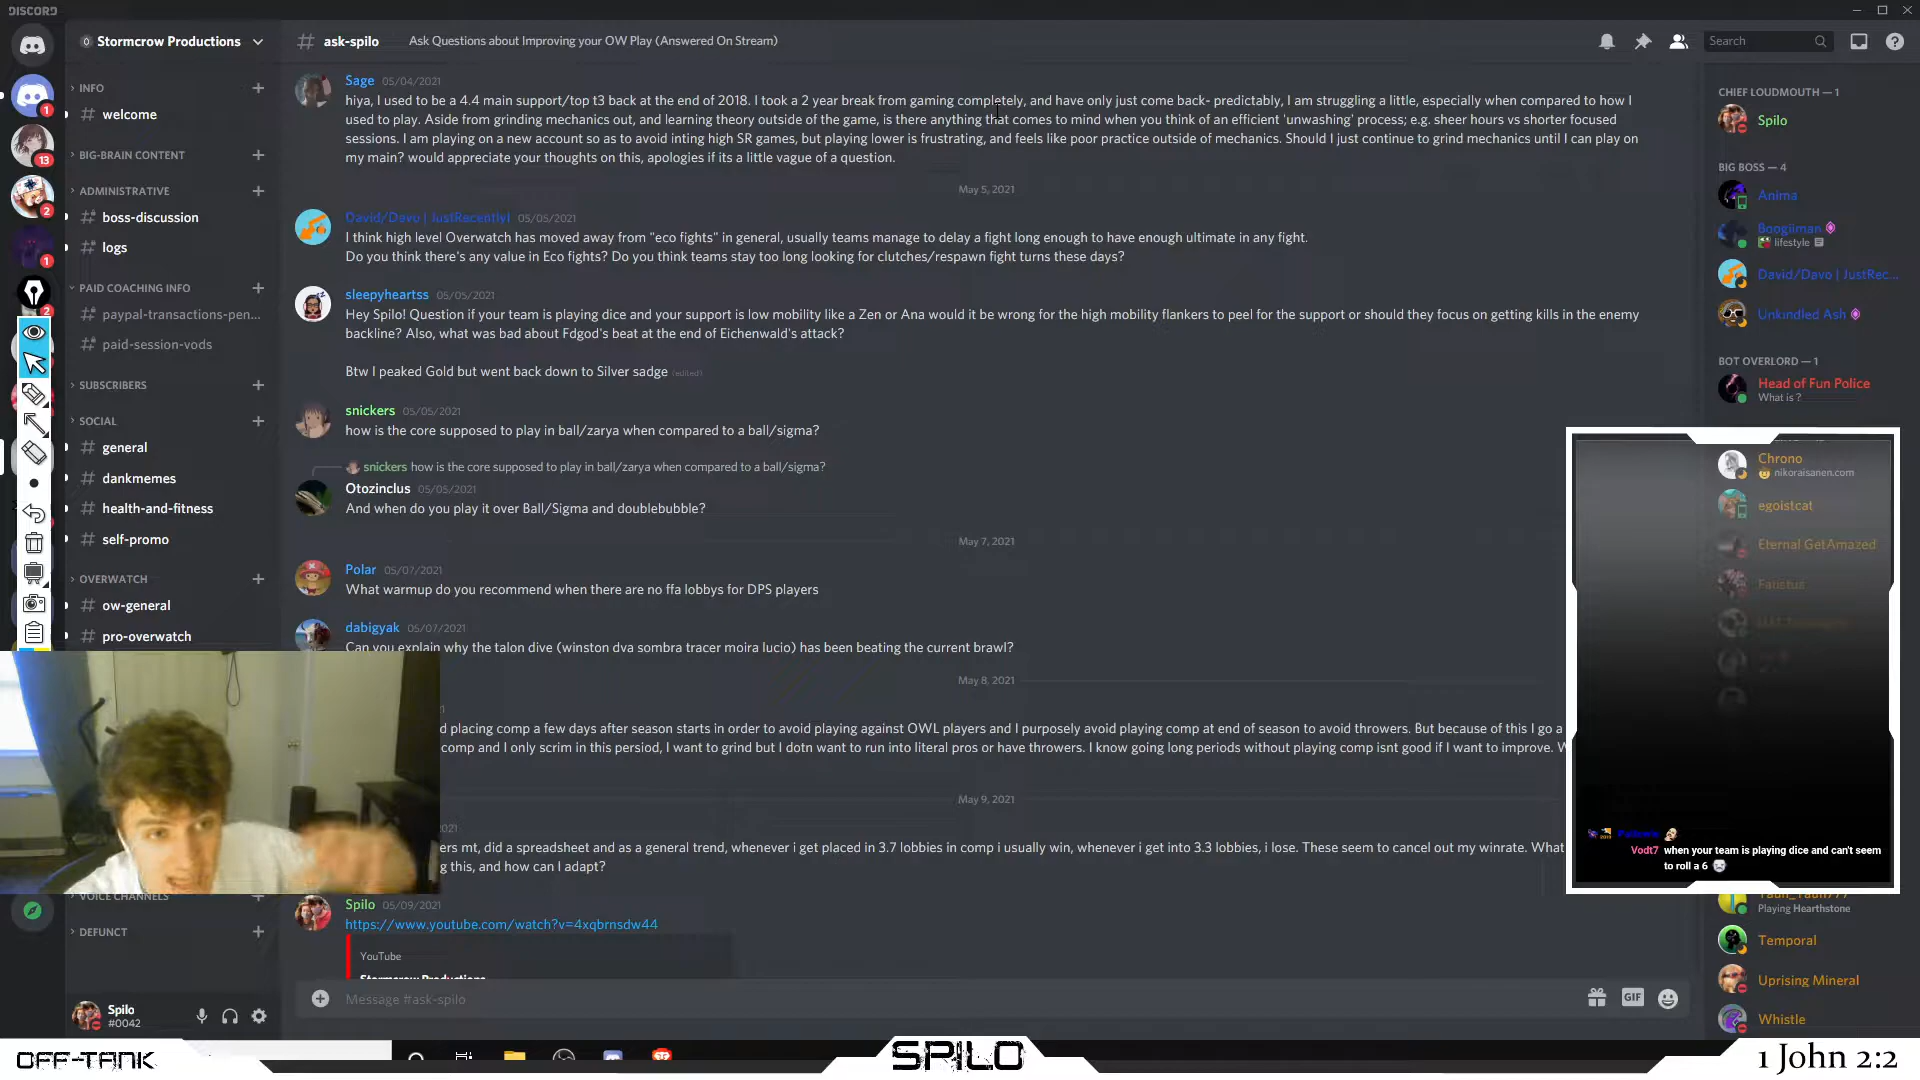 DISCORD
Stormcrow Productions
# ask-spilo
Ask Questions about Improving your OW Play (Answered On Stream)
Search
INFO
# welcome
BIG-BRAIN CONTENT
ADMINISTRATIVE
# boss-discussion
# logs
PAID COACHING INFO
# paypal-transactions-pen...
# paid-session-vods
SUBSCRIBERS
SOCIAL
# general
# dankmemes
# health-and-fitness
# self-promo
OVERWATCH
# ow-general
# pro-overwatch
VOICE CHANNELS
DEFUNCT
Spilo
#0042
1
13
2
1
2
Sage 05/04/2021
hiya, I used to be a 4.4 main support/top t3 back at the end of 2018. I took a 2 year break from gaming completely, and have only just come back- predictably, I am struggling a little, especially when compared to how I
used to play. Aside from grinding mechanics out, and learning theory outside of the game, is there anything that comes to mind when you think of an efficient 'unwashing' process; e.g. sheer hours vs shorter focused
sessions. I am playing on a new account so as to avoid inting high SR games, but playing lower is frustrating, and feels like poor practice outside of mechanics. Should I just continue to grind mechanics until I can play on
my main? would appreciate your thoughts on this, apologies if its a little vague of a question.
May 5, 2021
David/Davo | JustRecently! 05/05/2021
I think high level Overwatch has moved away from "eco fights" in general, usually teams manage to delay a fight long enough to have enough ultimate in any fight.
Do you think there's any value in Eco fights? Do you think teams stay too long looking for clutches/respawn fight turns these days?
sleepyheartss 05/05/2021
Hey Spilo! Question if your team is playing dice and your support is low mobility like a Zen or Ana would it be wrong for the high mobility flankers to peel for the support or should they focus on getting kills in the enemy
backline? Also, what was bad about Fdgod's beat at the end of Eichenwald's attack?
Btw I peaked Gold but went back down to Silver sadge (edited)
snickers 05/05/2021
how is the core supposed to play in ball/zarya when compared to a ball/sigma?
snickers how is the core supposed to play in ball/zarya when compared to a ball/sigma?
Otozinclus 05/05/2021
And when do you play it over Ball/Sigma and doublebubble?
May 7, 2021
Polar 05/07/2021
What warmup do you recommend when there are no ffa lobbys for DPS players
dabigyak 05/07/2021
Can you explain why the talon dive (winston dva sombra tracer moira lucio) has been beating the current brawl?
May 8, 2021
d placing comp a few days after season starts in order to avoid playing against OWL players and I purposely avoid playing comp at end of season to avoid throwers. But because of this I go a
comp and I only scrim in this persiod, I want to grind but I dotn want to run into literal pros or have throwers. I know going long periods without playing comp isnt good if I want to improve. W
May 9, 2021
021
ers mt, did a spreadsheet and as a general trend, whenever i get placed in 3.7 lobbies in comp i usually win, whenever i get into 3.3 lobbies, i lose. These seem to cancel out my winrate. What
g this, and how can I adapt?
Spilo 05/09/2021
https://www.youtube.com/watch?v=4xqbrnsdw44
YouTube
Stormcrow Productions
Message #ask-spilo
GIF
CHIEF LOUDMOUTH — 1
Spilo
BIG BOSS — 4
Anima
Boogiiman
lifestyle
David/Davo | JustRec...
Unkindled Ash
BOT OVERLORD — 1
Head of Fun Police
What is ?
Chrono
nikoraisanen.com
egoistcat
Eternal GetAmazed
Faustus
Vodt7 when your team is playing dice and can't seem
to roll a 6
Playing Hearthstone
Temporal
Uprising Mineral
Whistle
OFF-TANK
SPILO
1 John 2:2